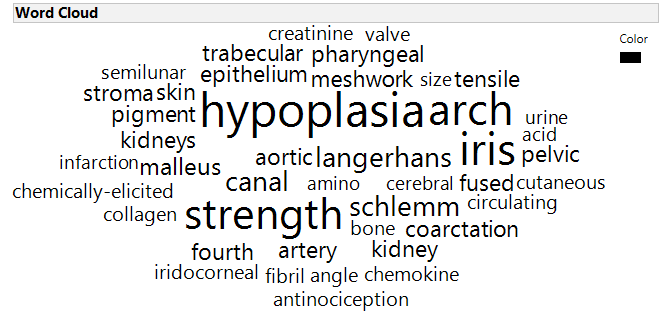 Word Cloud
Color
creatinine valve
trabecular pharyngeal
semilunar epithelium meshwork size tensile
stroma skin
hypoplasia arch
pigment
urine
kidneys
acid
iris
pelvic
infarction malleus aortic langerhans
chemically-elicited canal amino cerebral fused cutaneous
collagen strength schlemm circulating
bone coarctation
fourth artery kidney
iridocorneal fibril angle chemokine
antinociception